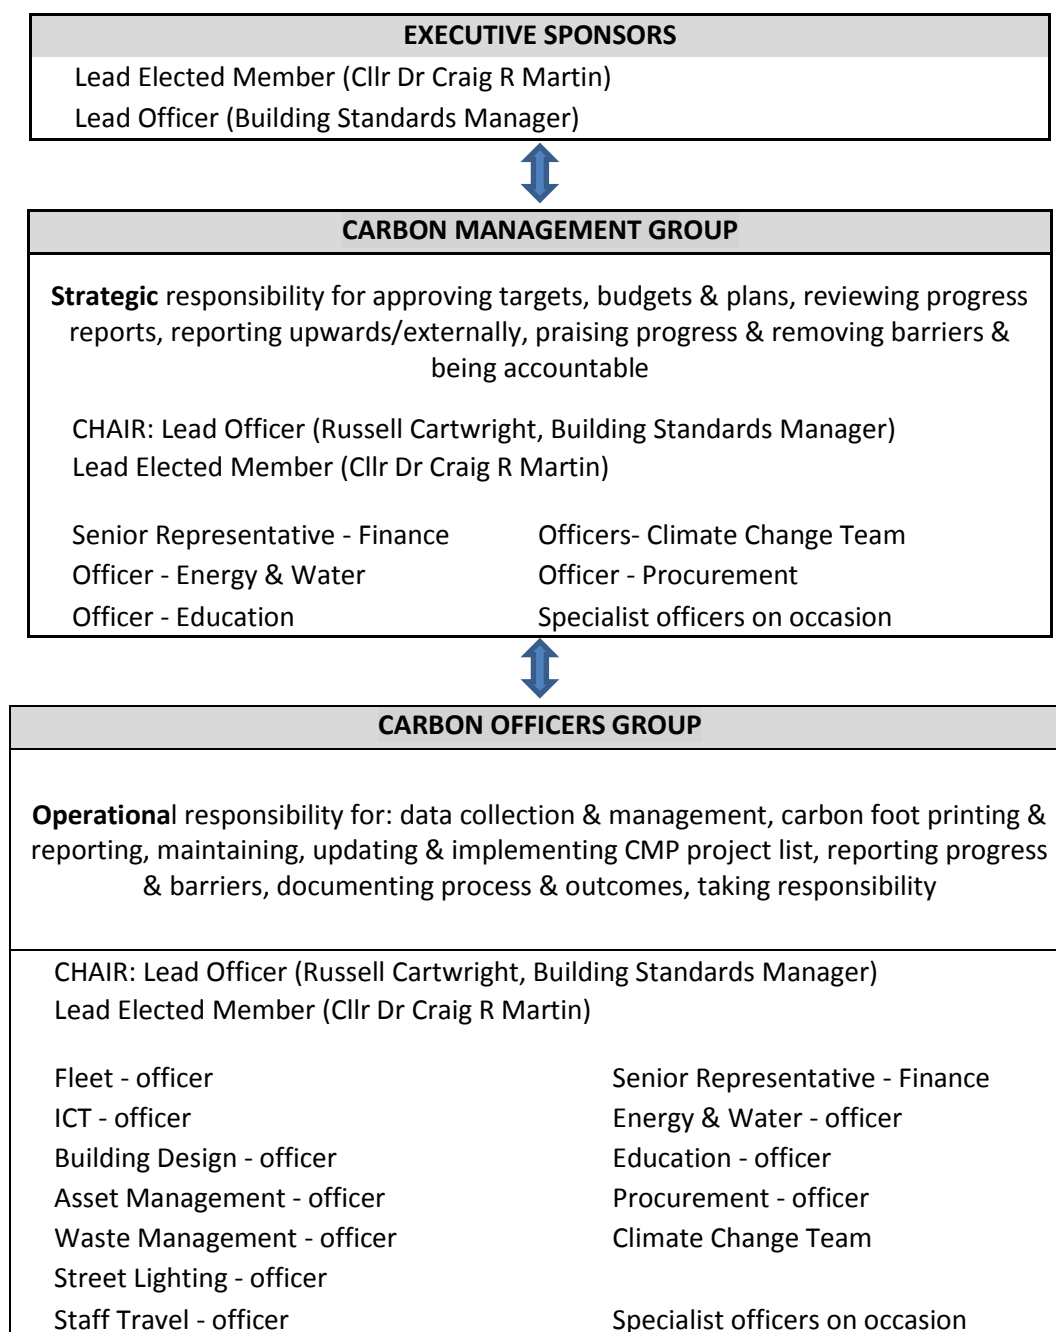 EXECUTIVE SPONSORS
Lead Elected Member (Cllr Dr Craig R Martin)
Lead Officer (Building Standards Manager)
CARBON MANAGEMENT GROUP
Strategic responsibility for approving targets, budgets & plans, reviewing progress
reports, reporting upwards/externally, praising progress & removing barriers &
being accountable
CHAIR: Lead Officer (Russell Cartwright, Building Standards Manager)
Lead Elected Member (Cllr Dr Craig R Martin)
Senior Representative - Finance Officers- Climate Change Team
Officer - Energy & Water Officer - Procurement
Officer - Education Specialist officers on occasion
CARBON OFFICERS GROUP
Operational responsibility for: data collection & management, carbon foot printing &
reporting, maintaining, updating & implementing CMP project list, reporting progress
& barriers, documenting process & outcomes, taking responsibility
CHAIR: Lead Officer (Russell Cartwright, Building Standards Manager)
Lead Elected Member (Cllr Dr Craig R Martin)
Fleet - officer Senior Representative - Finance
ICT - officer Energy & Water - officer
Building Design - officer Education - officer
Asset Management - officer Procurement - officer
Waste Management - officer Climate Change Team
Street Lighting - officer
Staff Travel - officer Specialist officers on occasion